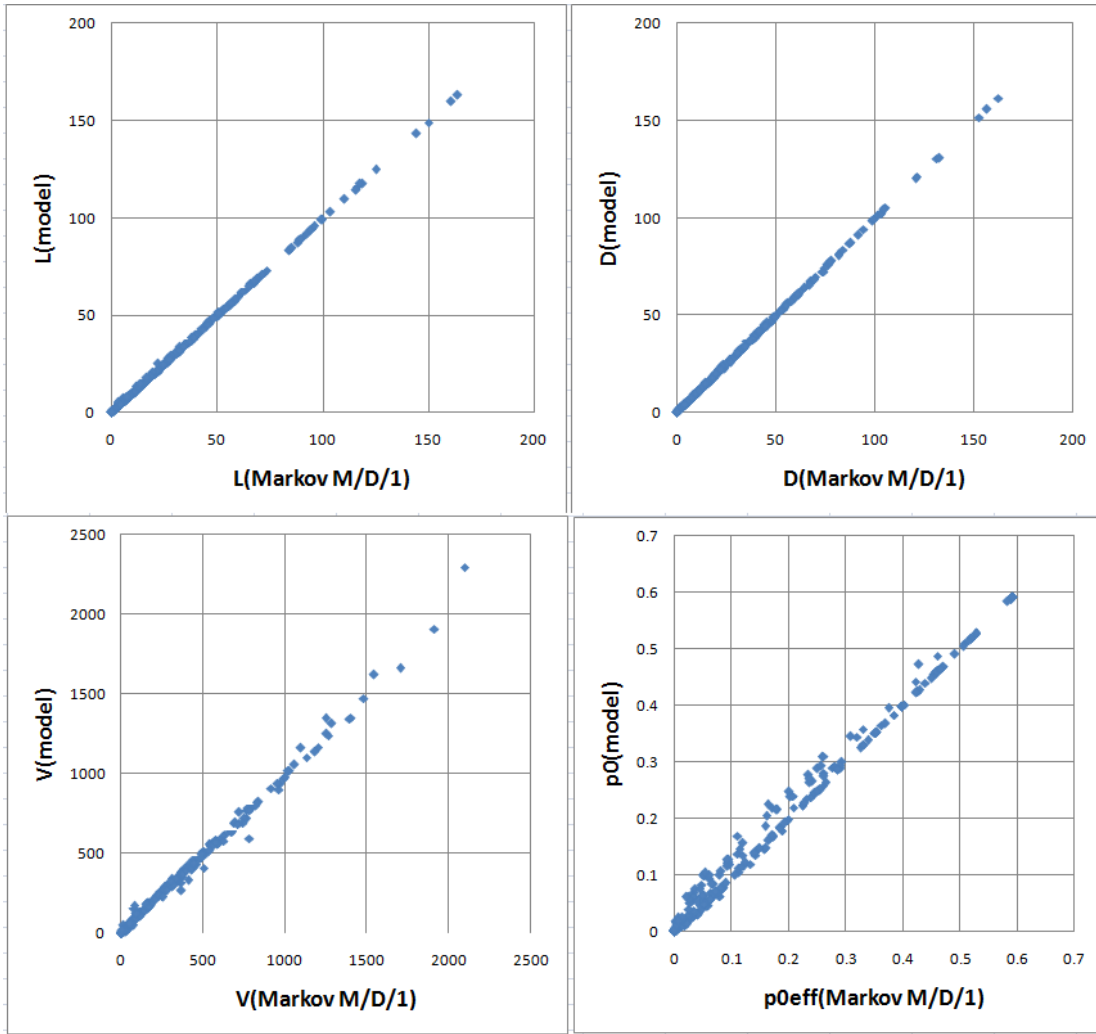 200
150
100
50
0
L(model)
0 50 100 150 200
L(Markov M/D/1)
200
150
100
50
0
D(model)
0 50 100 150 200
D(Markov M/D/1)
2500
2000
1500
1000
500
0
V(model)
0 500 1000 1500 2000 2500
V(Markov M/D/1)
0.7
0.6
0.5
0.4
0.3
0.2
0.1
0
p0(model)
0 0.1 0.2 0.3 0.4 0.5 0.6 0.7
p0eff(Markov M/D/1)